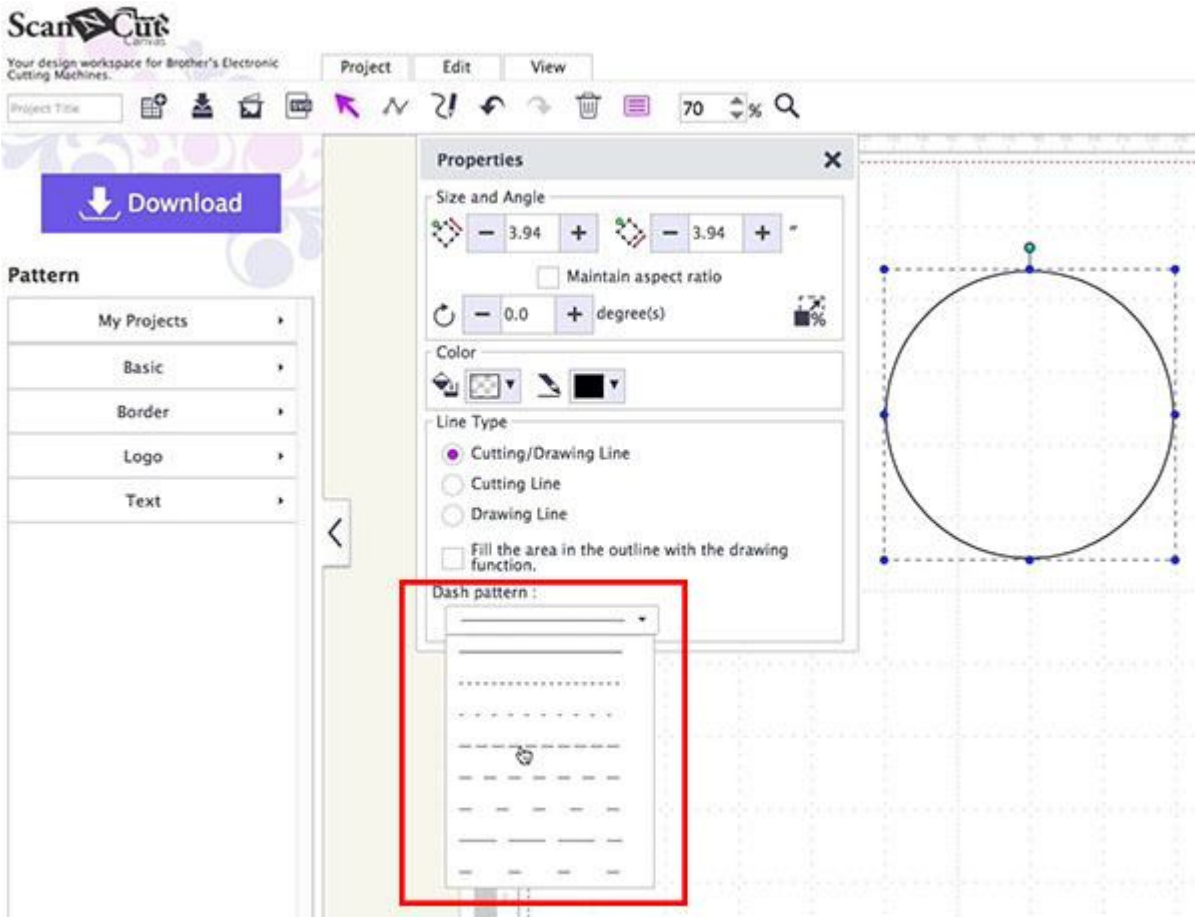 ScanNCut
Canvas
Your design workspace for Brother's Electronic
Cutting Machines.
Project Edit View
Project Title
SVG
70 %
Properties
Size and Angle
3.94 3.94 "
Maintain aspect ratio
0.0 degree(s)
%
Download
Color
Pattern
My Projects
Basic
Border
Logo
Text
Line Type
Cutting/Drawing Line
Cutting Line
Drawing Line
Fill the area in the outline with the drawing
function.
Dash pattern :